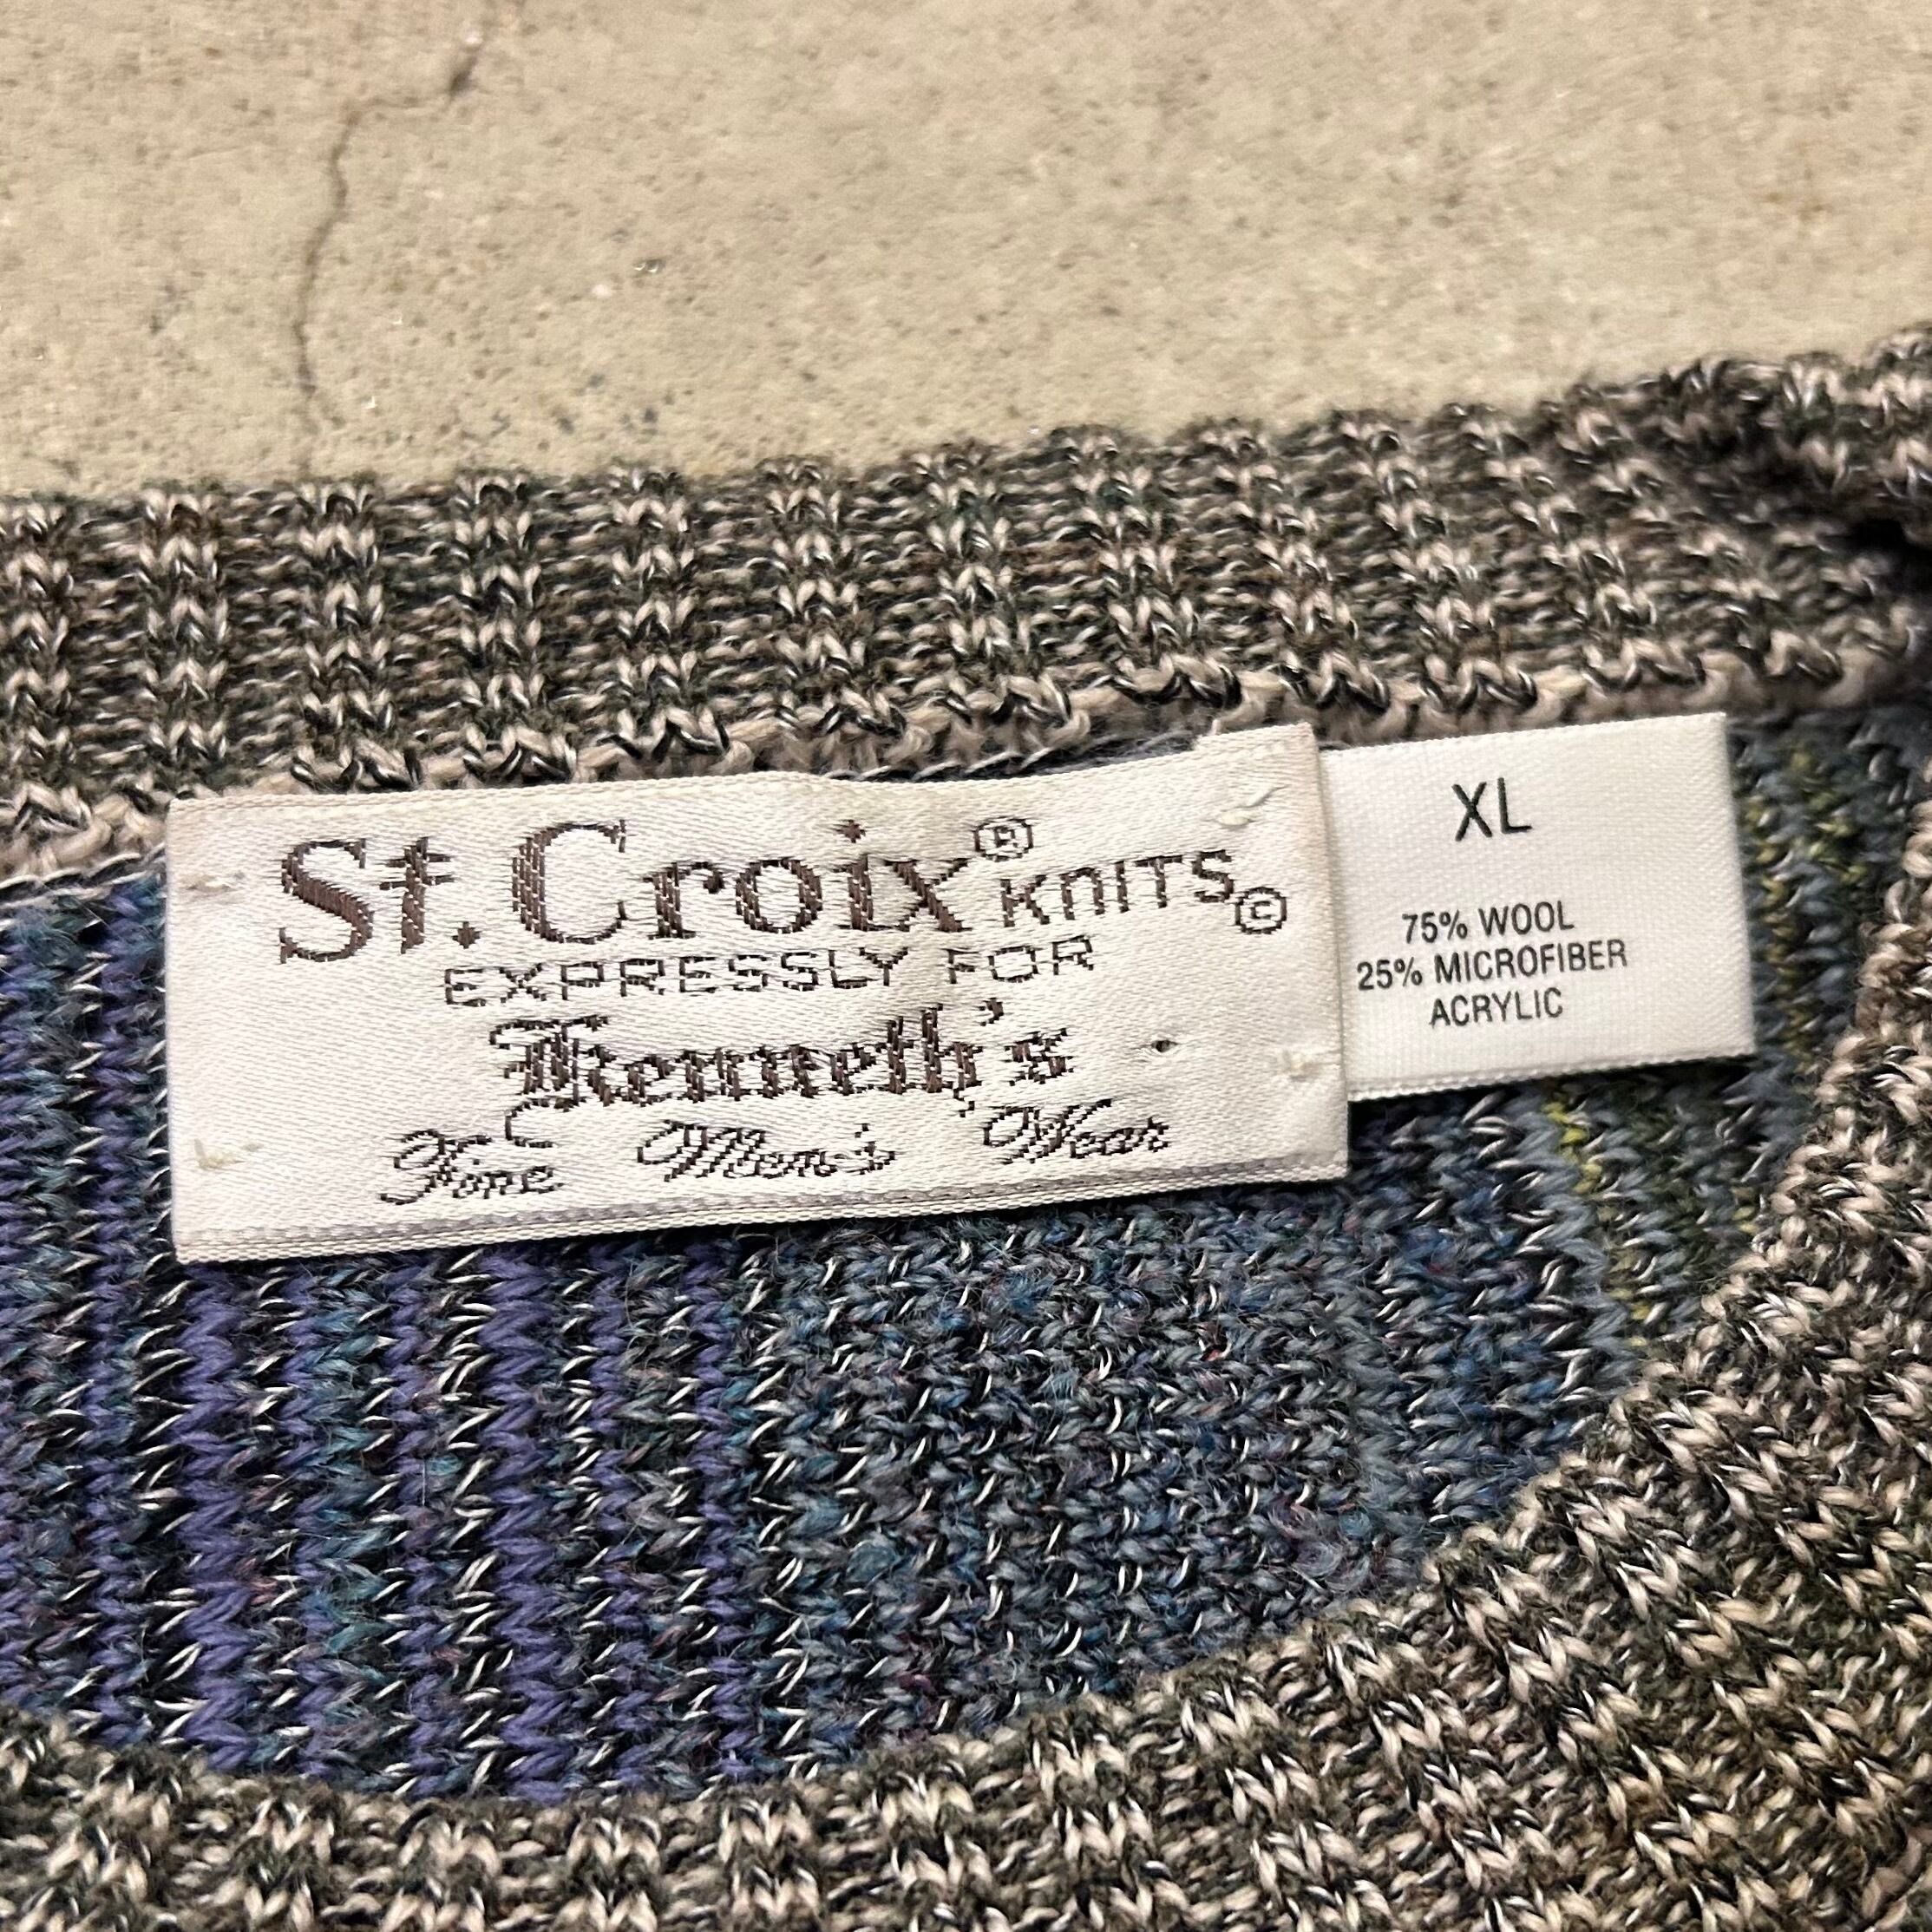 St. Croix® KNITS©
EXPRESSLY FOR
Kenneth's
Fine Men's Wear
XL
75% WOOL
25% MICROFIBER
ACRYLIC